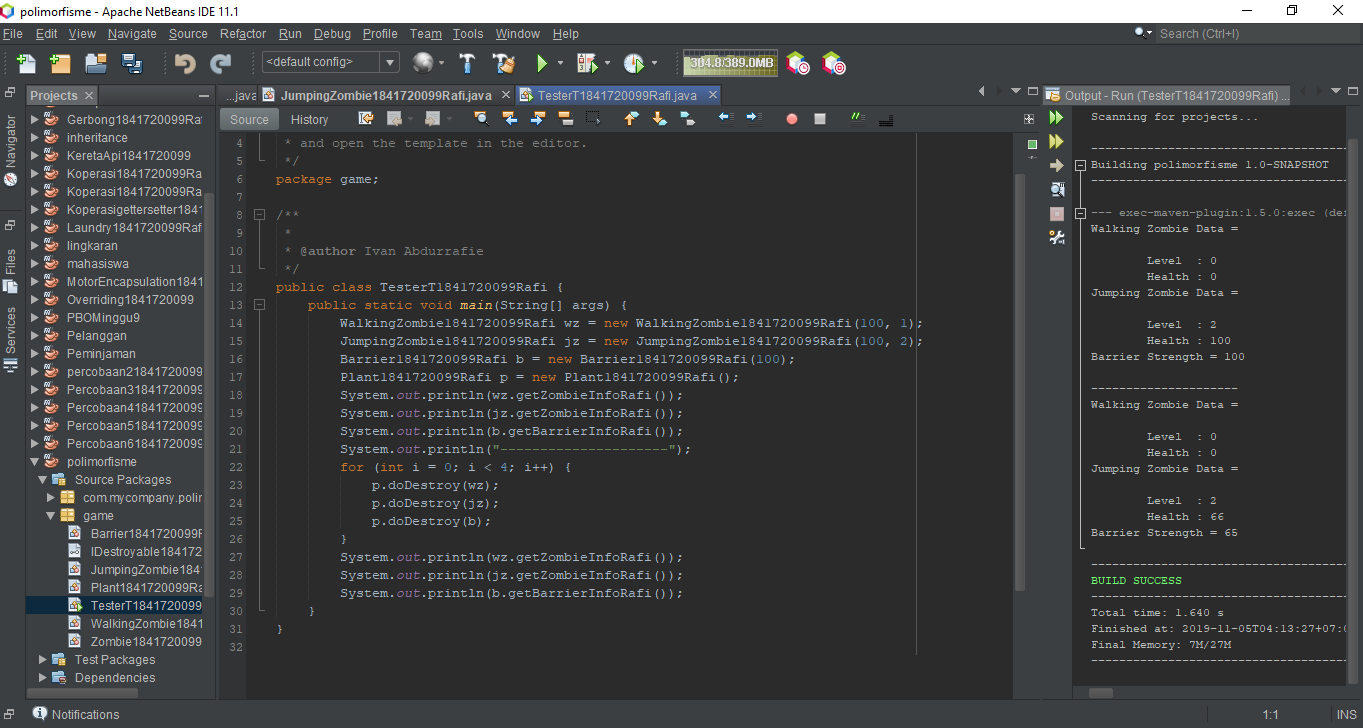 polimorfisme - Apache NetBeans IDE 11.1
File Edit View Navigate Source Refactor Run Debug Profile Team Tools Window Help
Search (Ctrl+I)
<default config>
304.8/389.0MB
Projects
...java
JumpingZombie1841720099Rafi.java
TesterT1841720099Rafi.java
Output - Run (TesterT1841720099Rafi) ...
Navigator
Files
Services
Gerbong1841720099Ra
inheritance
KeretaApi1841720099
Koperasi1841720099Ra
Koperasi1841720099Ra
Koperasigettersetter1841
Laundry1841720099Raf
lingkaran
mahasiswa
MotorEncapsulation1841
Overriding1841720099
PBOMinggu9
Pelanggan
Peminjaman
percobaan21841720099
Percobaan31841720099
Percobaan41841720099
Percobaan51841720099
Percobaan61841720099
polimorfisme
Source Packages
com.mycompany.polir
game
Barrier1841720099F
IDestroyable184172
JumpingZombie184
Plant1841720099Ra
TesterT1841720099
WalkingZombie1841
Zombie1841720099
Test Packages
Dependencies
Source History
4 * and open the template in the editor.
5 */
6 package game;
7
8 /**
9 *
10 * @author Ivan Abdurrafie
11 */
12 public class TesterT1841720099Rafi {
13 public static void main(String[] args) {
14 WalkingZombie1841720099Rafi wz = new WalkingZombie1841720099Rafi(100, 1);
15 JumpingZombie1841720099Rafi jz = new JumpingZombie1841720099Rafi(100, 2);
16 Barrier1841720099Rafi b = new Barrier1841720099Rafi(100);
17 Plant1841720099Rafi p = new Plant1841720099Rafi();
18 System.out.println(wz.getZombieInfoRafi());
19 System.out.println(jz.getZombieInfoRafi());
20 System.out.println(b.getBarrierInfoRafi());
21 System.out.println("---------------------");
22 for (int i = 0; i < 4; i++) {
23 p.doDestroy(wz);
24 p.doDestroy(jz);
25 p.doDestroy(b);
26 }
27 System.out.println(wz.getZombieInfoRafi());
28 System.out.println(jz.getZombieInfoRafi());
29 System.out.println(b.getBarrierInfoRafi());
30 }
31 }
32
Scanning for projects...
--------------------------------
Building polimorfisme 1.0-SNAPSHOT
--------------------------------
--- exec-maven-plugin:1.5.0:exec (de
Walking Zombie Data =
Level : 0
Health : 0
Jumping Zombie Data =
Level : 2
Health : 100
Barrier Strength = 100
---------------------
Walking Zombie Data =
Level : 0
Health : 0
Jumping Zombie Data =
Level : 2
Health : 66
Barrier Strength = 65
--------------------------------
BUILD SUCCESS
--------------------------------
Total time: 1.640 s
Finished at: 2019-11-05T04:13:27+07:
Final Memory: 7M/27M
--------------------------------
Notifications
1:1 INS